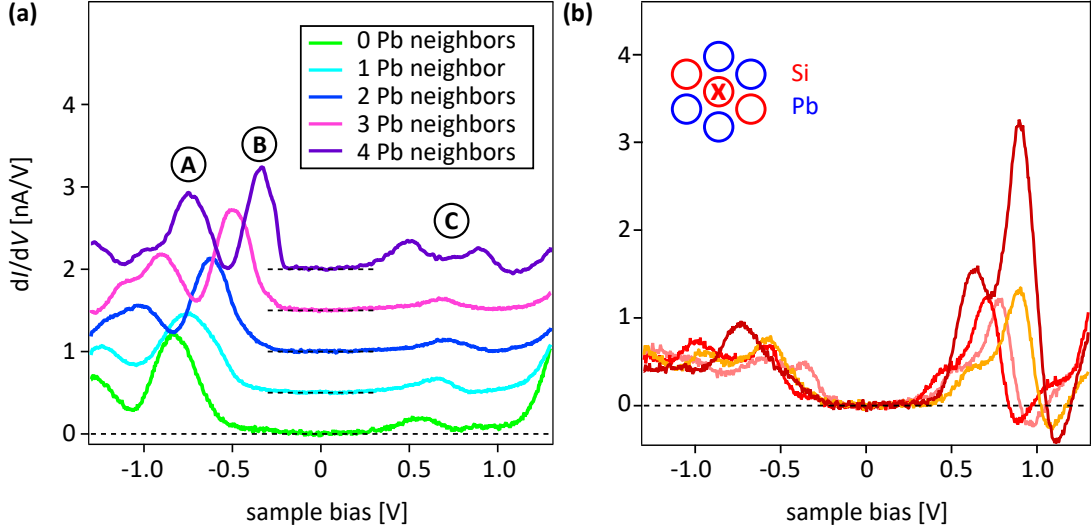 (a)
0 Pb neighbors
1 Pb neighbor
2 Pb neighbors
3 Pb neighbors
4 Pb neighbors
A
B
C
4
3
2
1
0
dI/dV [nA/V]
-1.0
-0.5
0
0.5
1.0
sample bias [V]
(b)
X
Si
Pb
4
3
2
1
0
-1.0
-0.5
0
0.5
1.0
sample bias [V]